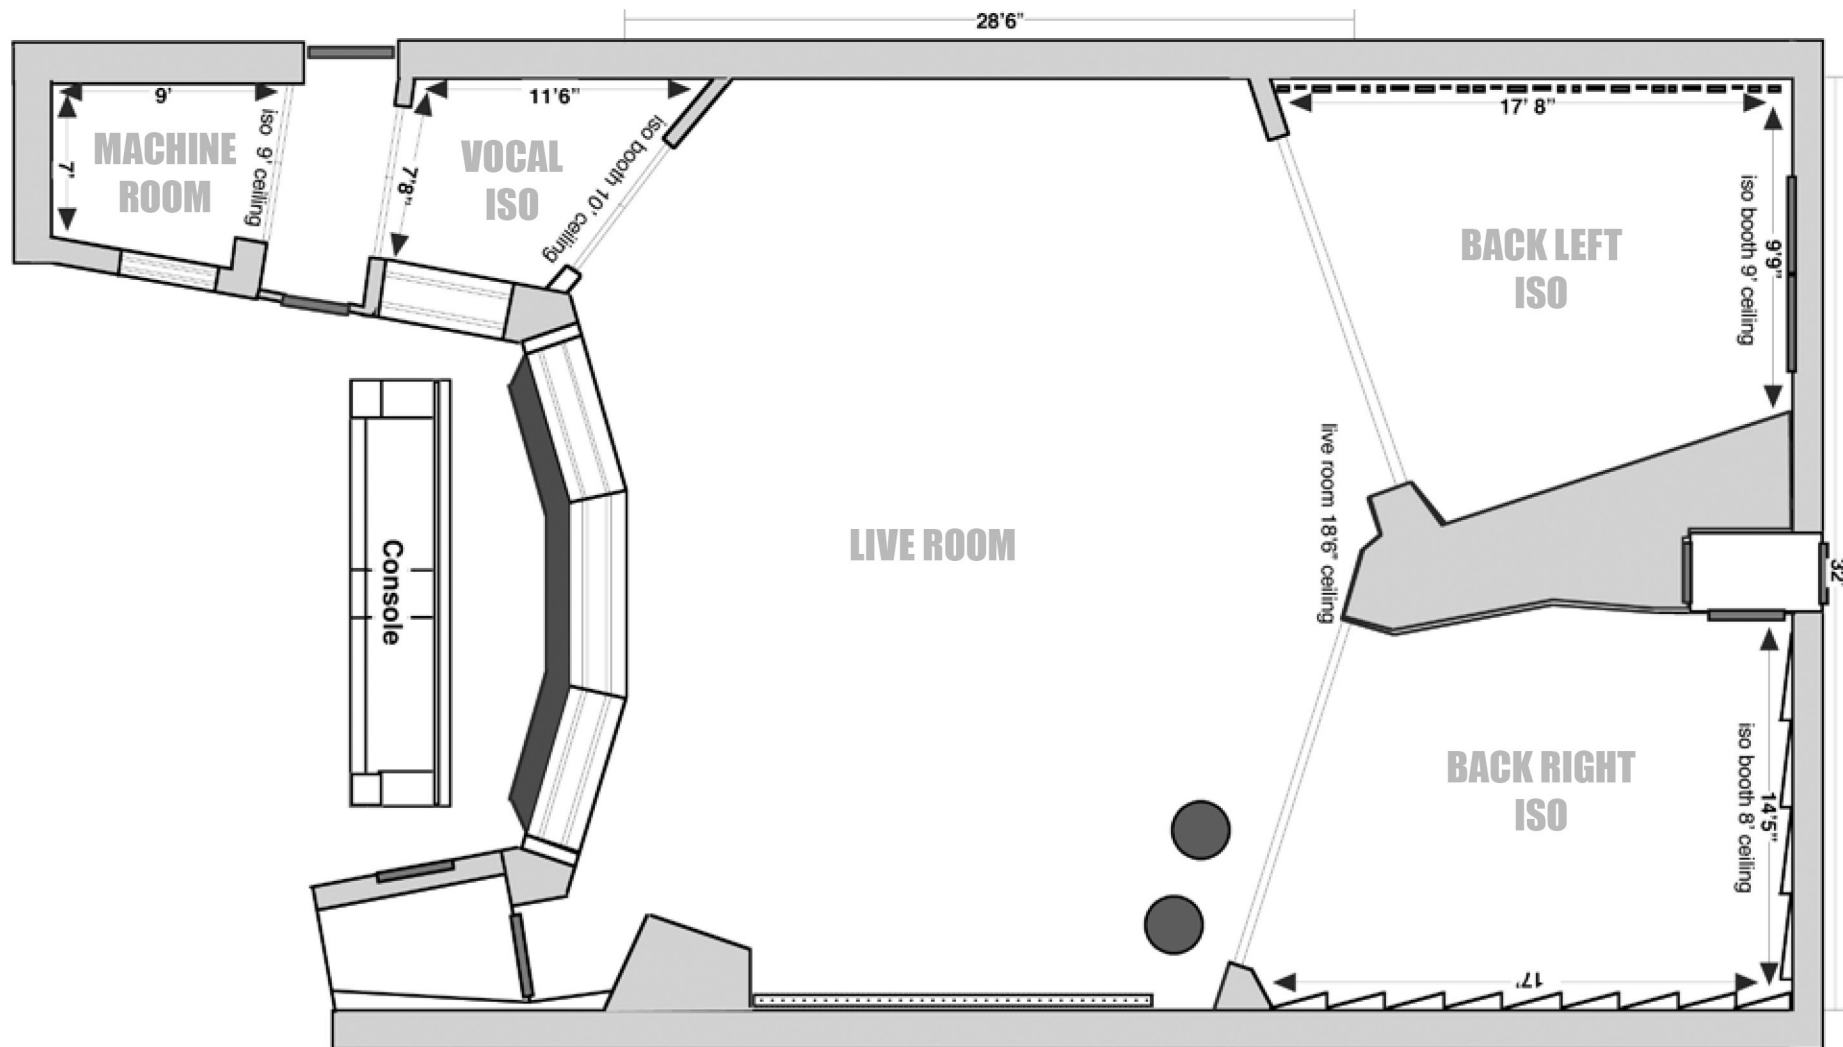 28'6"
9'
11'6"
17' 8"
iso 9' ceiling
MACHINE
ROOM
7'
7'8"
VOCAL
ISO
iso booth 10' ceiling
BACK LEFT
ISO
iso booth 9' ceiling
9'9"
live room 18'6" ceiling
LIVE ROOM
Console
32'
BACK RIGHT
ISO
iso booth 8' ceiling
14'5"
17'